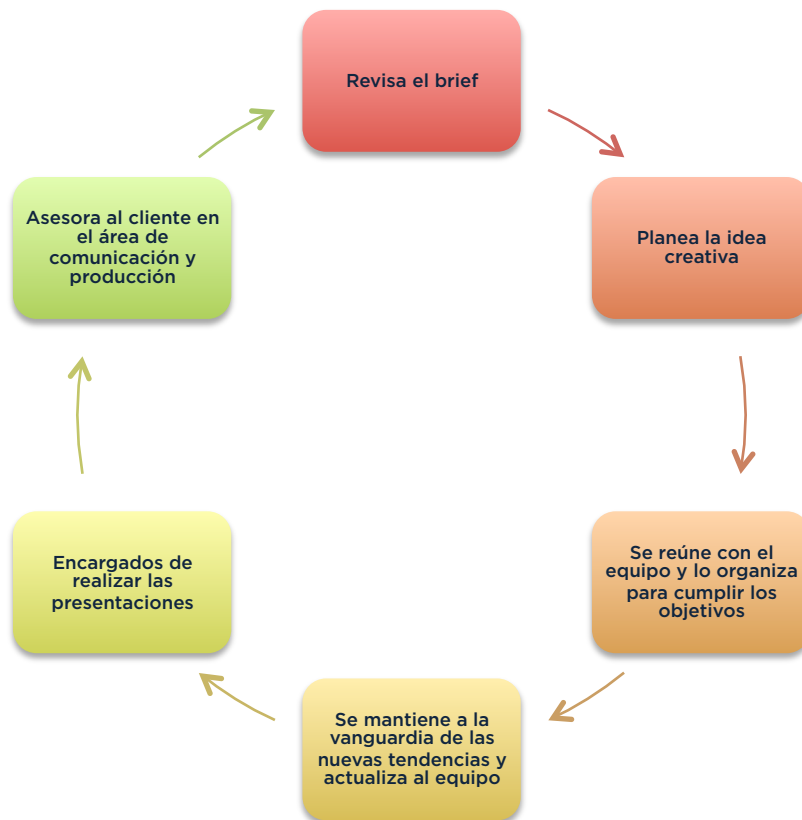 Revisa el brief
Planea la idea
creativa
Se reúne con el
equipo y lo organiza
para cumplir los
objetivos
Se mantiene a la
vanguardia de las
nuevas tendencias y
actualiza al equipo
Encargados de
realizar las
presentaciones
Asesora al cliente en
el área de
comunicación y
producción